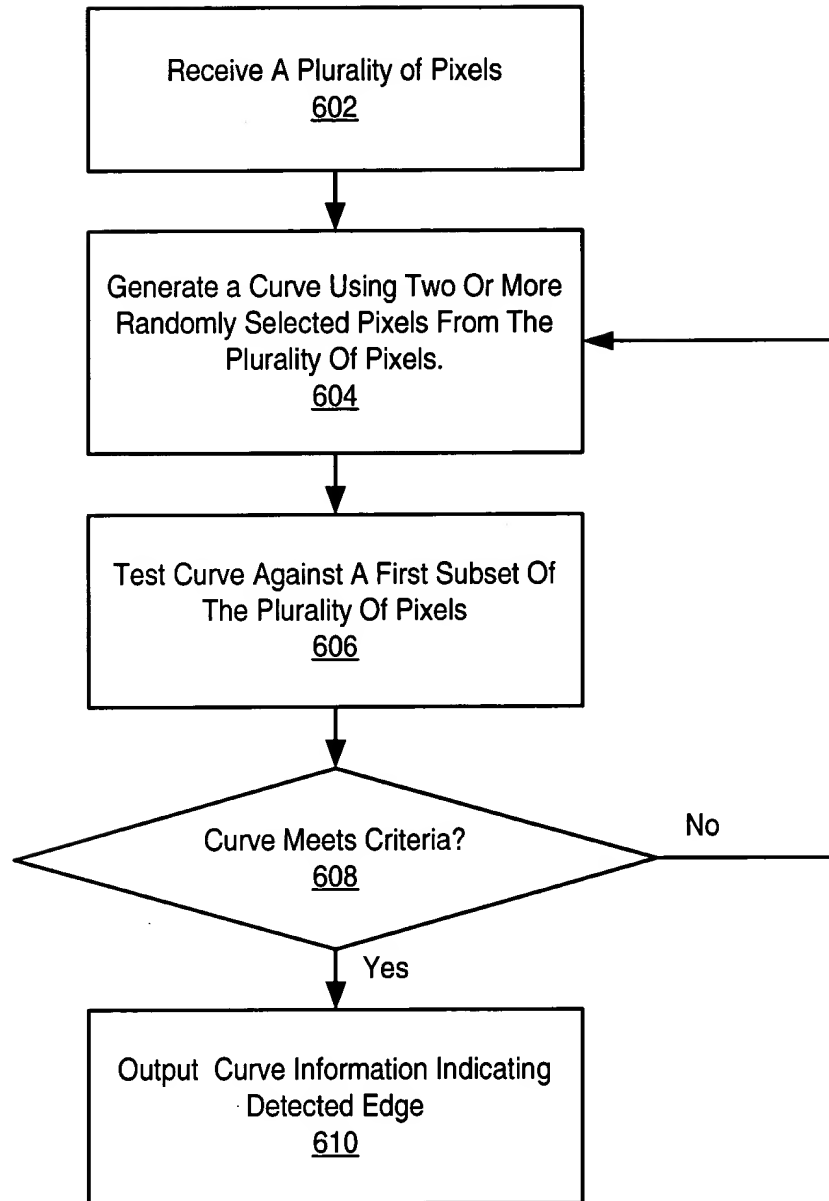 Receive A Plurality of Pixels
602
Generate a Curve Using Two Or More
Randomly Selected Pixels From The
Plurality Of Pixels.
604
Test Curve Against A First Subset Of
The Plurality Of Pixels
606
Curve Meets Criteria?
608
No
Yes
Output Curve Information Indicating
Detected Edge
610